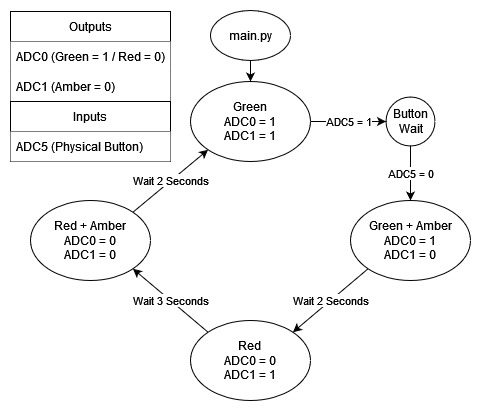 Outputs
ADC0 (Green = 1 / Red = 0)
ADC1 (Amber = 0)
Inputs
ADC5 (Physical Button)
main.py
Green
ADC0 = 1
ADC1 = 1
ADC5 = 1
Button
Wait
ADC5 = 0
Green + Amber
ADC0 = 1
ADC1 = 0
Wait 2 Seconds
Red
ADC0 = 0
ADC1 = 1
Wait 3 Seconds
Red + Amber
ADC0 = 0
ADC1 = 0
Wait 2 Seconds